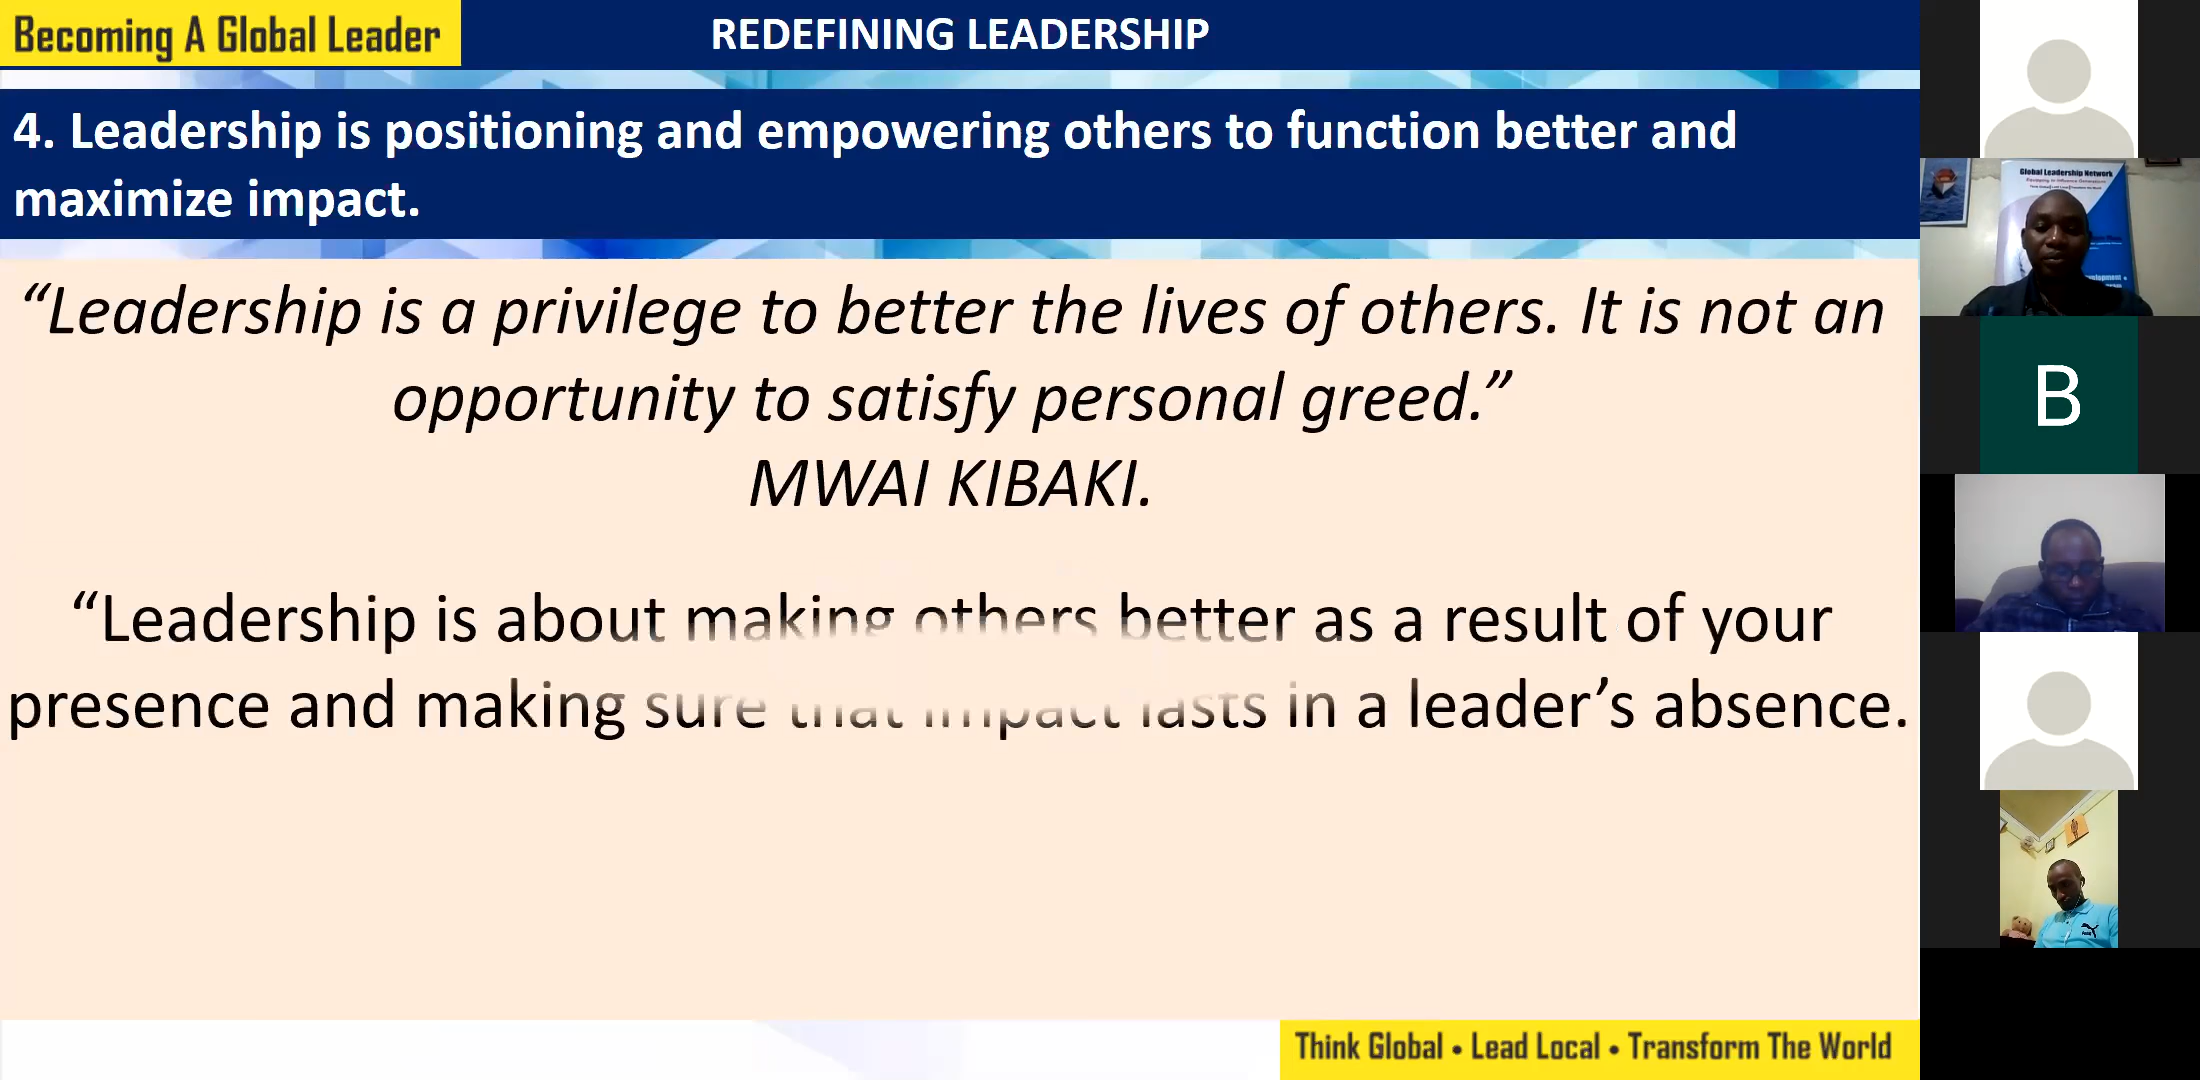 Becoming A Global Leader
REDEFINING LEADERSHIP
4. Leadership is positioning and empowering others to function better and
maximize impact.
“Leadership is a privilege to better the lives of others. It is not an
opportunity to satisfy personal greed.”
MWAI KIBAKI.
“Leadership is about making others better as a result of your
presence and making sure that impact lasts in a leader’s absence.
Think Global • Lead Local • Transform The World
Global Leadership Network
B